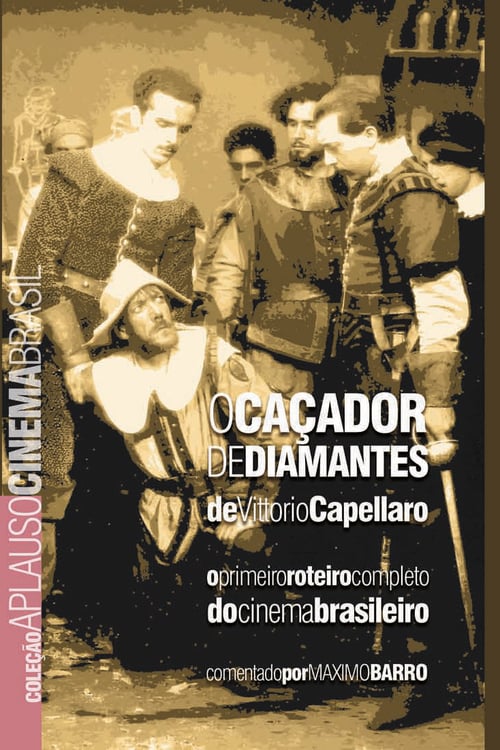 O CAÇADOR
DE DIAMANTES
de Vittorio Capellaro
o primeiro roteiro completo
do cinema brasileiro
comentado por MAXIMO BARRO
COLEÇÃO APLAUSO CINEMA BRASIL